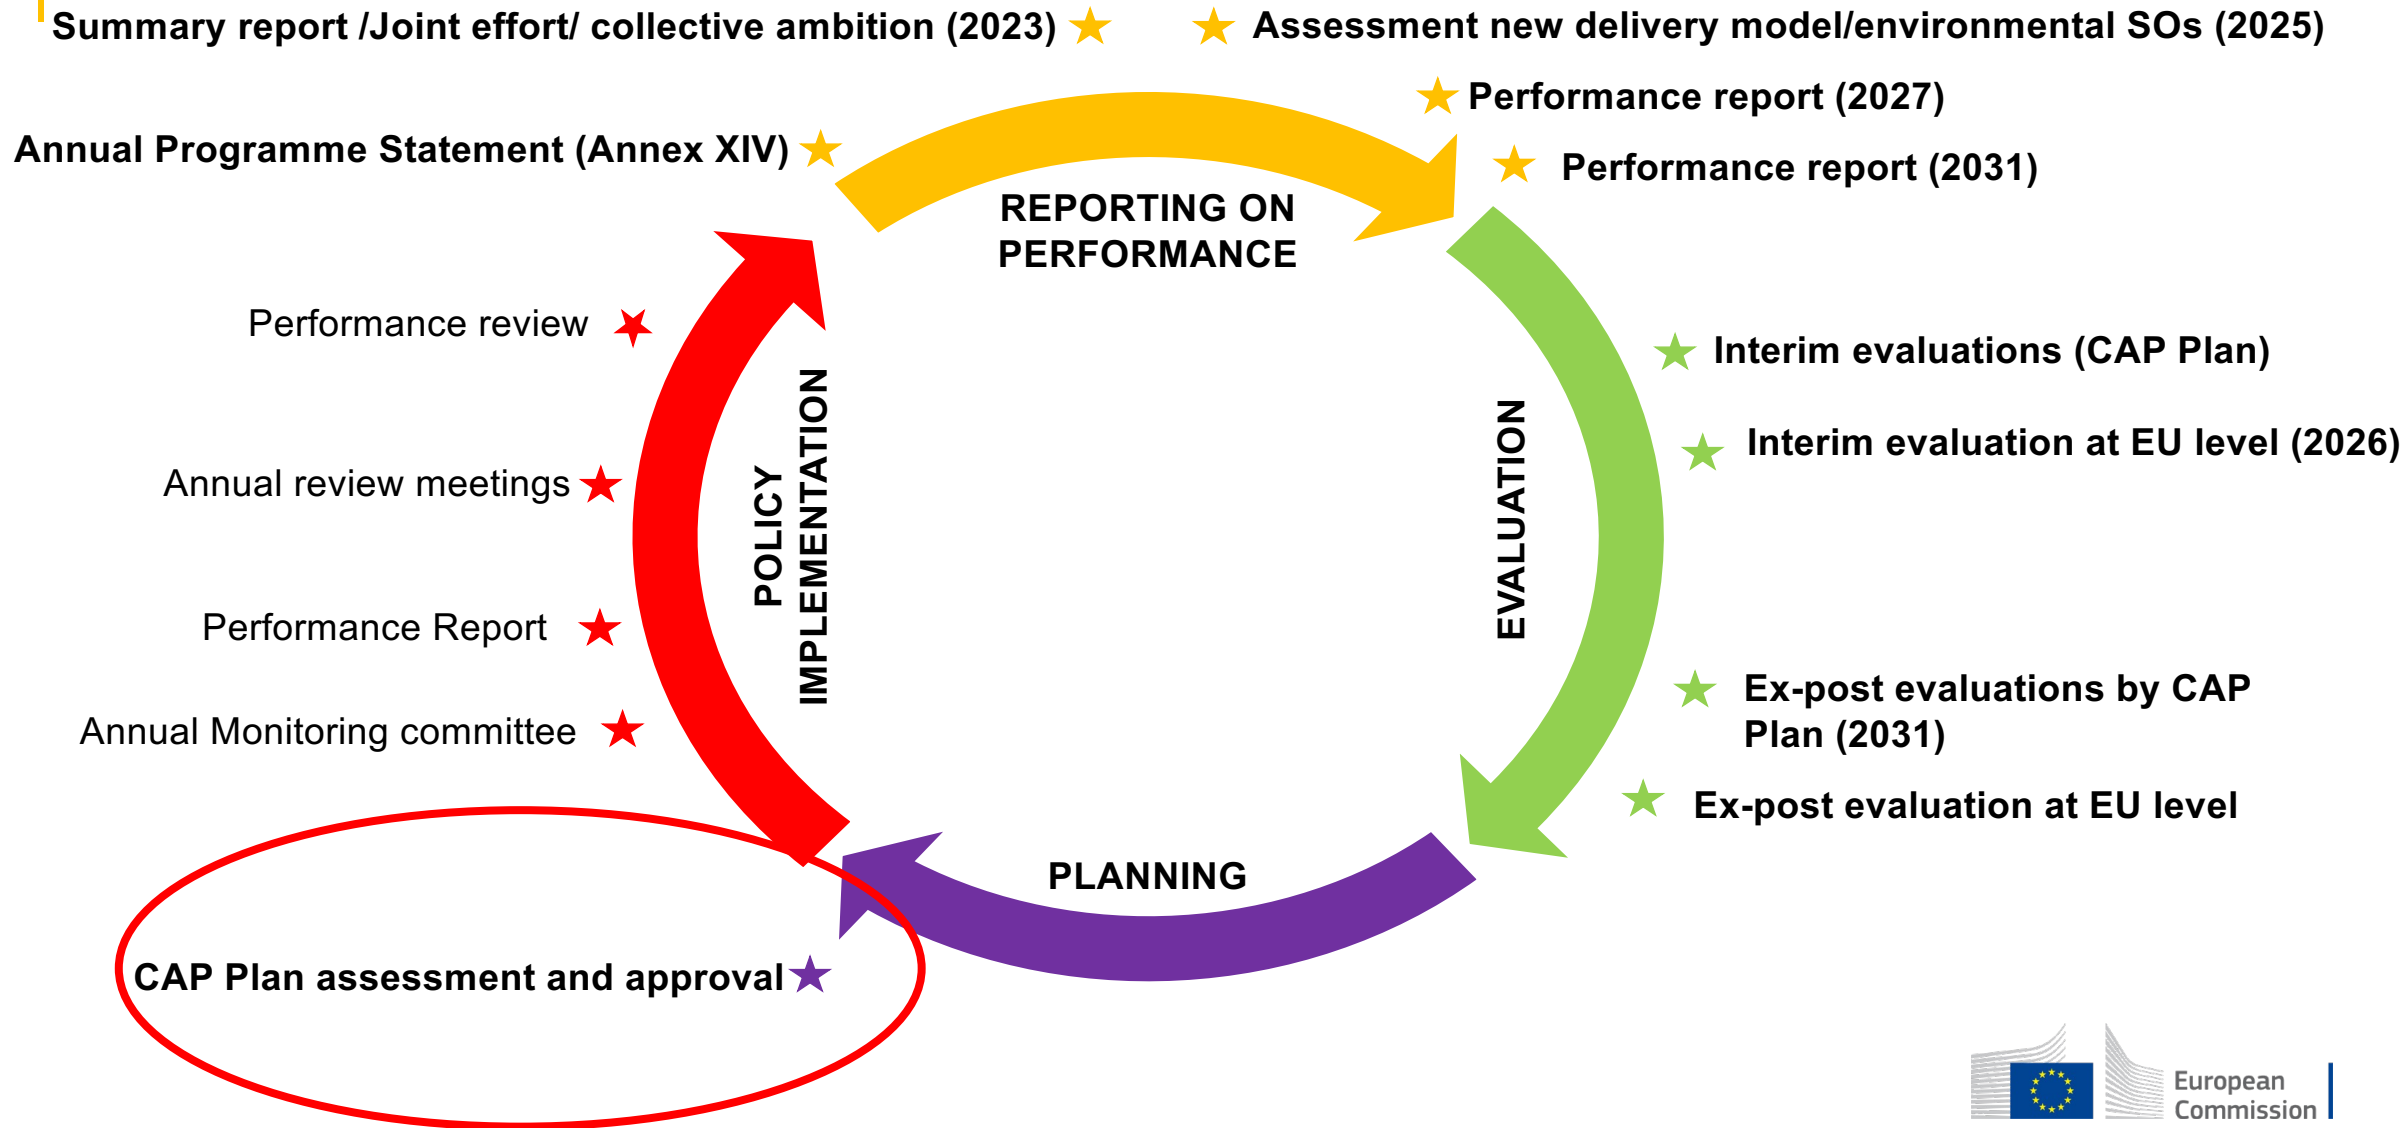 Summary report /Joint effort/ collective ambition (2023)
Assessment new delivery model/environmental SOs (2025)
Performance report (2027)
Annual Programme Statement (Annex XIV)
Performance report (2031)
REPORTING ON
PERFORMANCE
Performance review
Interim evaluations (CAP Plan)
Interim evaluation at EU level (2026)
Annual review meetings
POLICY
IMPLEMENTATION
EVALUATION
Performance Report
Ex-post evaluations by CAP
Plan (2031)
Annual Monitoring committee
Ex-post evaluation at EU level
PLANNING
CAP Plan assessment and approval
European
Commission